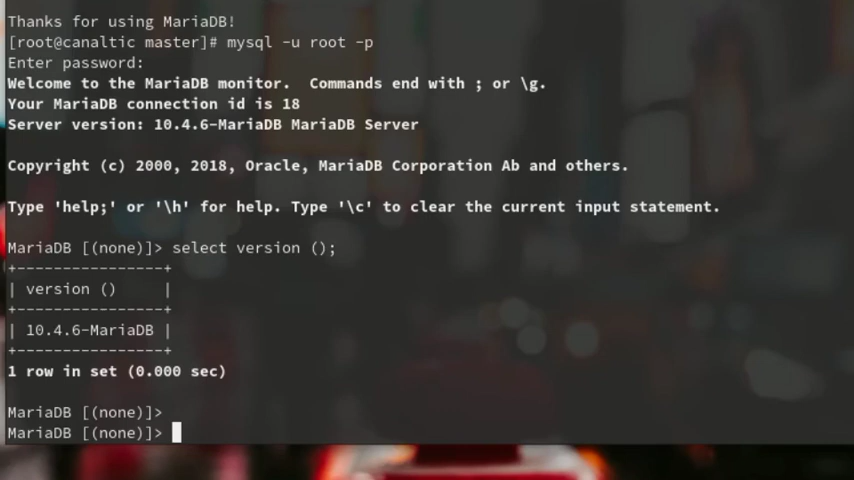 Thanks for using MariaDB!
[root@canaltic master]# mysql -u root -p
Enter password:
Welcome to the MariaDB monitor.  Commands end with ; or \g.
Your MariaDB connection id is 18
Server version: 10.4.6-MariaDB MariaDB Server

Copyright (c) 2000, 2018, Oracle, MariaDB Corporation Ab and others.

Type 'help;' or '\h' for help. Type '\c' to clear the current input statement.

MariaDB [(none)]> select version ();
+----------------+
| version ()     |
+----------------+
| 10.4.6-MariaDB |
+----------------+
1 row in set (0.000 sec)

MariaDB [(none)]>
MariaDB [(none)]>